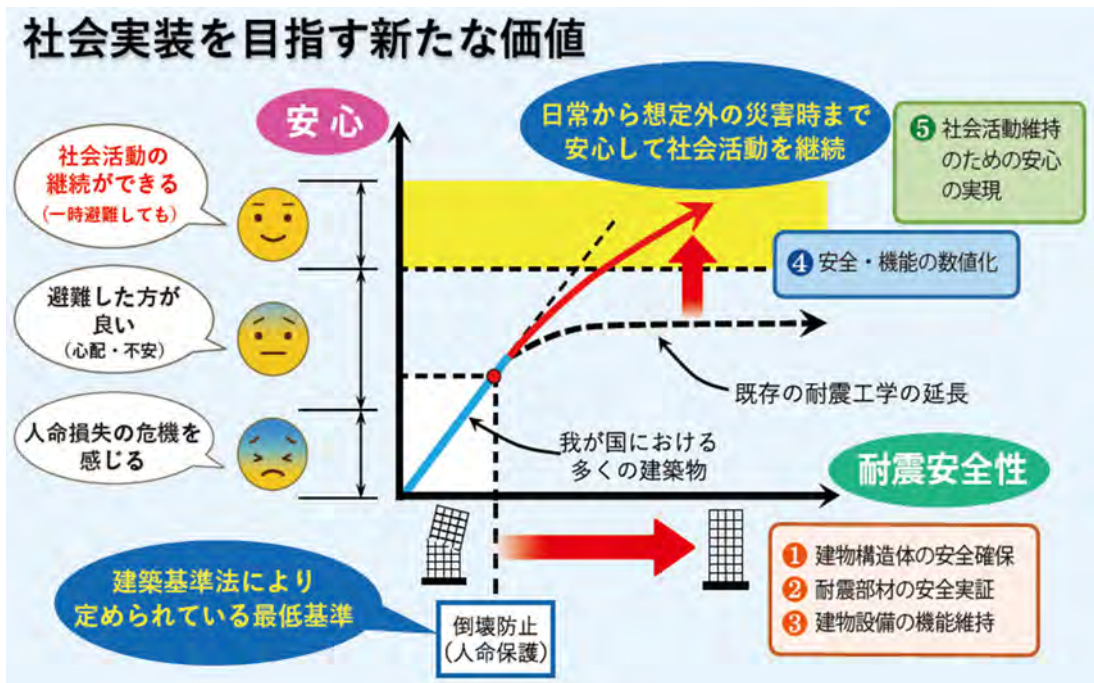 社会実装を目指す新たな価値
安心
日常から想定外の災害時まで
安心して社会活動を継続
❺ 社会活動維持
のための安心
の実現
社会活動の
継続ができる
(一時避難しても)
❹ 安全・機能の数値化
避難した方が
良い
(心配・不安)
既存の耐震工学の延長
人命損失の危機を
感じる
我が国における
多くの建築物
耐震安全性
❶ 建物構造体の安全確保
❷ 耐震部材の安全実証
❸ 建物設備の機能維持
建築基準法により
定められている最低基準
倒壊防止
(人命保護)